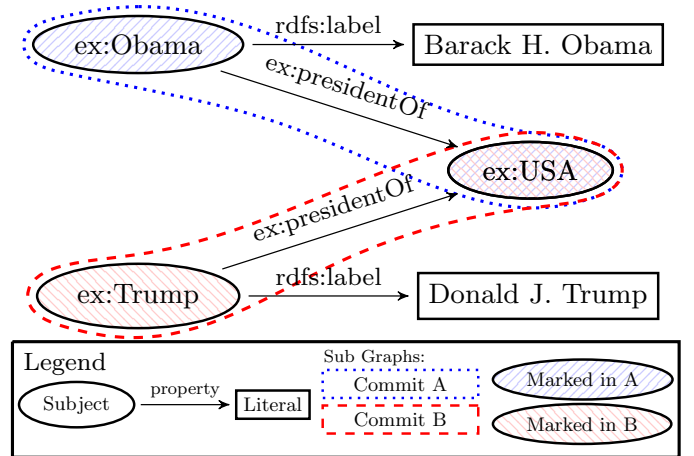 ex:Obama
rdfs:label
Barack H. Obama
ex:presidentOf
ex:USA
ex:presidentOf
ex:Trump
rdfs:label
Donald J. Trump
Legend
Subject
property
Literal
Sub Graphs:
Commit A
Commit B
Marked in A
Marked in B